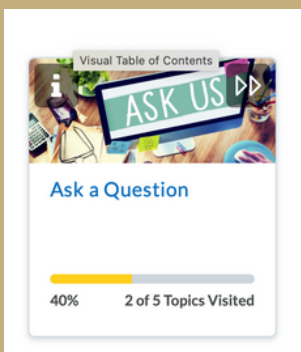 Visual Table of Contents
i
ASK US
Ask a Question
40% 2 of 5 Topics Visited